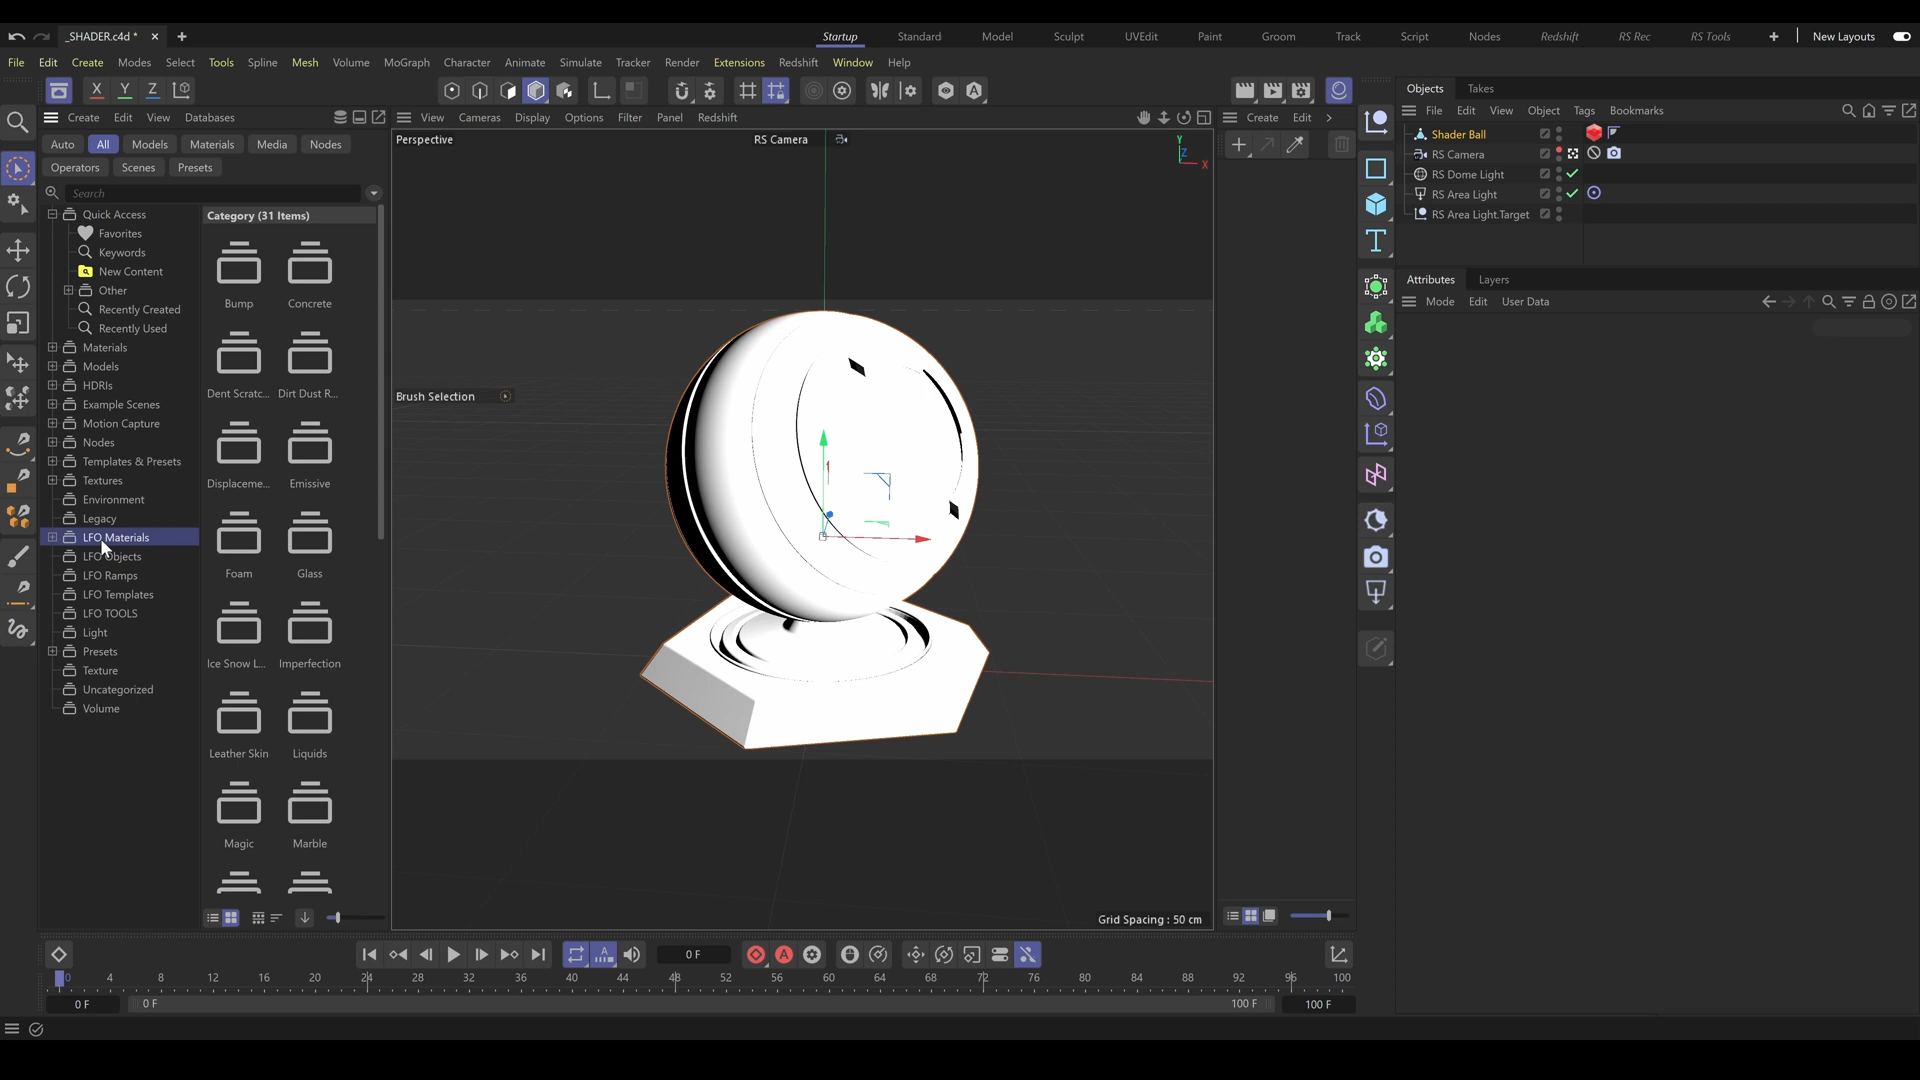 _SHADER.c4d *
Startup Standard Model Sculpt UVEdit Paint Groom Track Script Nodes Redshift RS Rec RS Tools New Layouts
File Edit Create Modes Select Tools Spline Mesh Volume MoGraph Character Animate Simulate Tracker Render Extensions Redshift Window Help
X Y Z
Create Edit View Databases
Auto All Models Materials Media Nodes
Operators Scenes Presets
Search
Quick Access
Favorites
Keywords
New Content
Other
Recently Created
Recently Used
Materials
Models
HDRIs
Example Scenes
Motion Capture
Nodes
Templates & Presets
Textures
Environment
Legacy
LFO Materials
LFO Objects
LFO Ramps
LFO Templates
LFO TOOLS
Light
Presets
Texture
Uncategorized
Volume
Category (31 Items)
Bump Concrete
Dent Scratc... Dirt Dust R...
Displaceme... Emissive
Foam Glass
Ice Snow L... Imperfection
Leather Skin Liquids
Magic Marble
View Cameras Display Options Filter Panel Redshift
Perspective RS Camera
Y
Z
X
Brush Selection
Grid Spacing : 50 cm
Create Edit
Objects Takes
File Edit View Object Tags Bookmarks
Shader Ball
RS Camera
RS Dome Light
RS Area Light
RS Area Light.Target
Attributes Layers
Mode Edit User Data
0 F
0 4 8 12 16 20 24 28 32 36 40 44 48 52 56 60 64 68 72 76 80 84 88 92 96 100
0 F 0 F 100 F 100 F